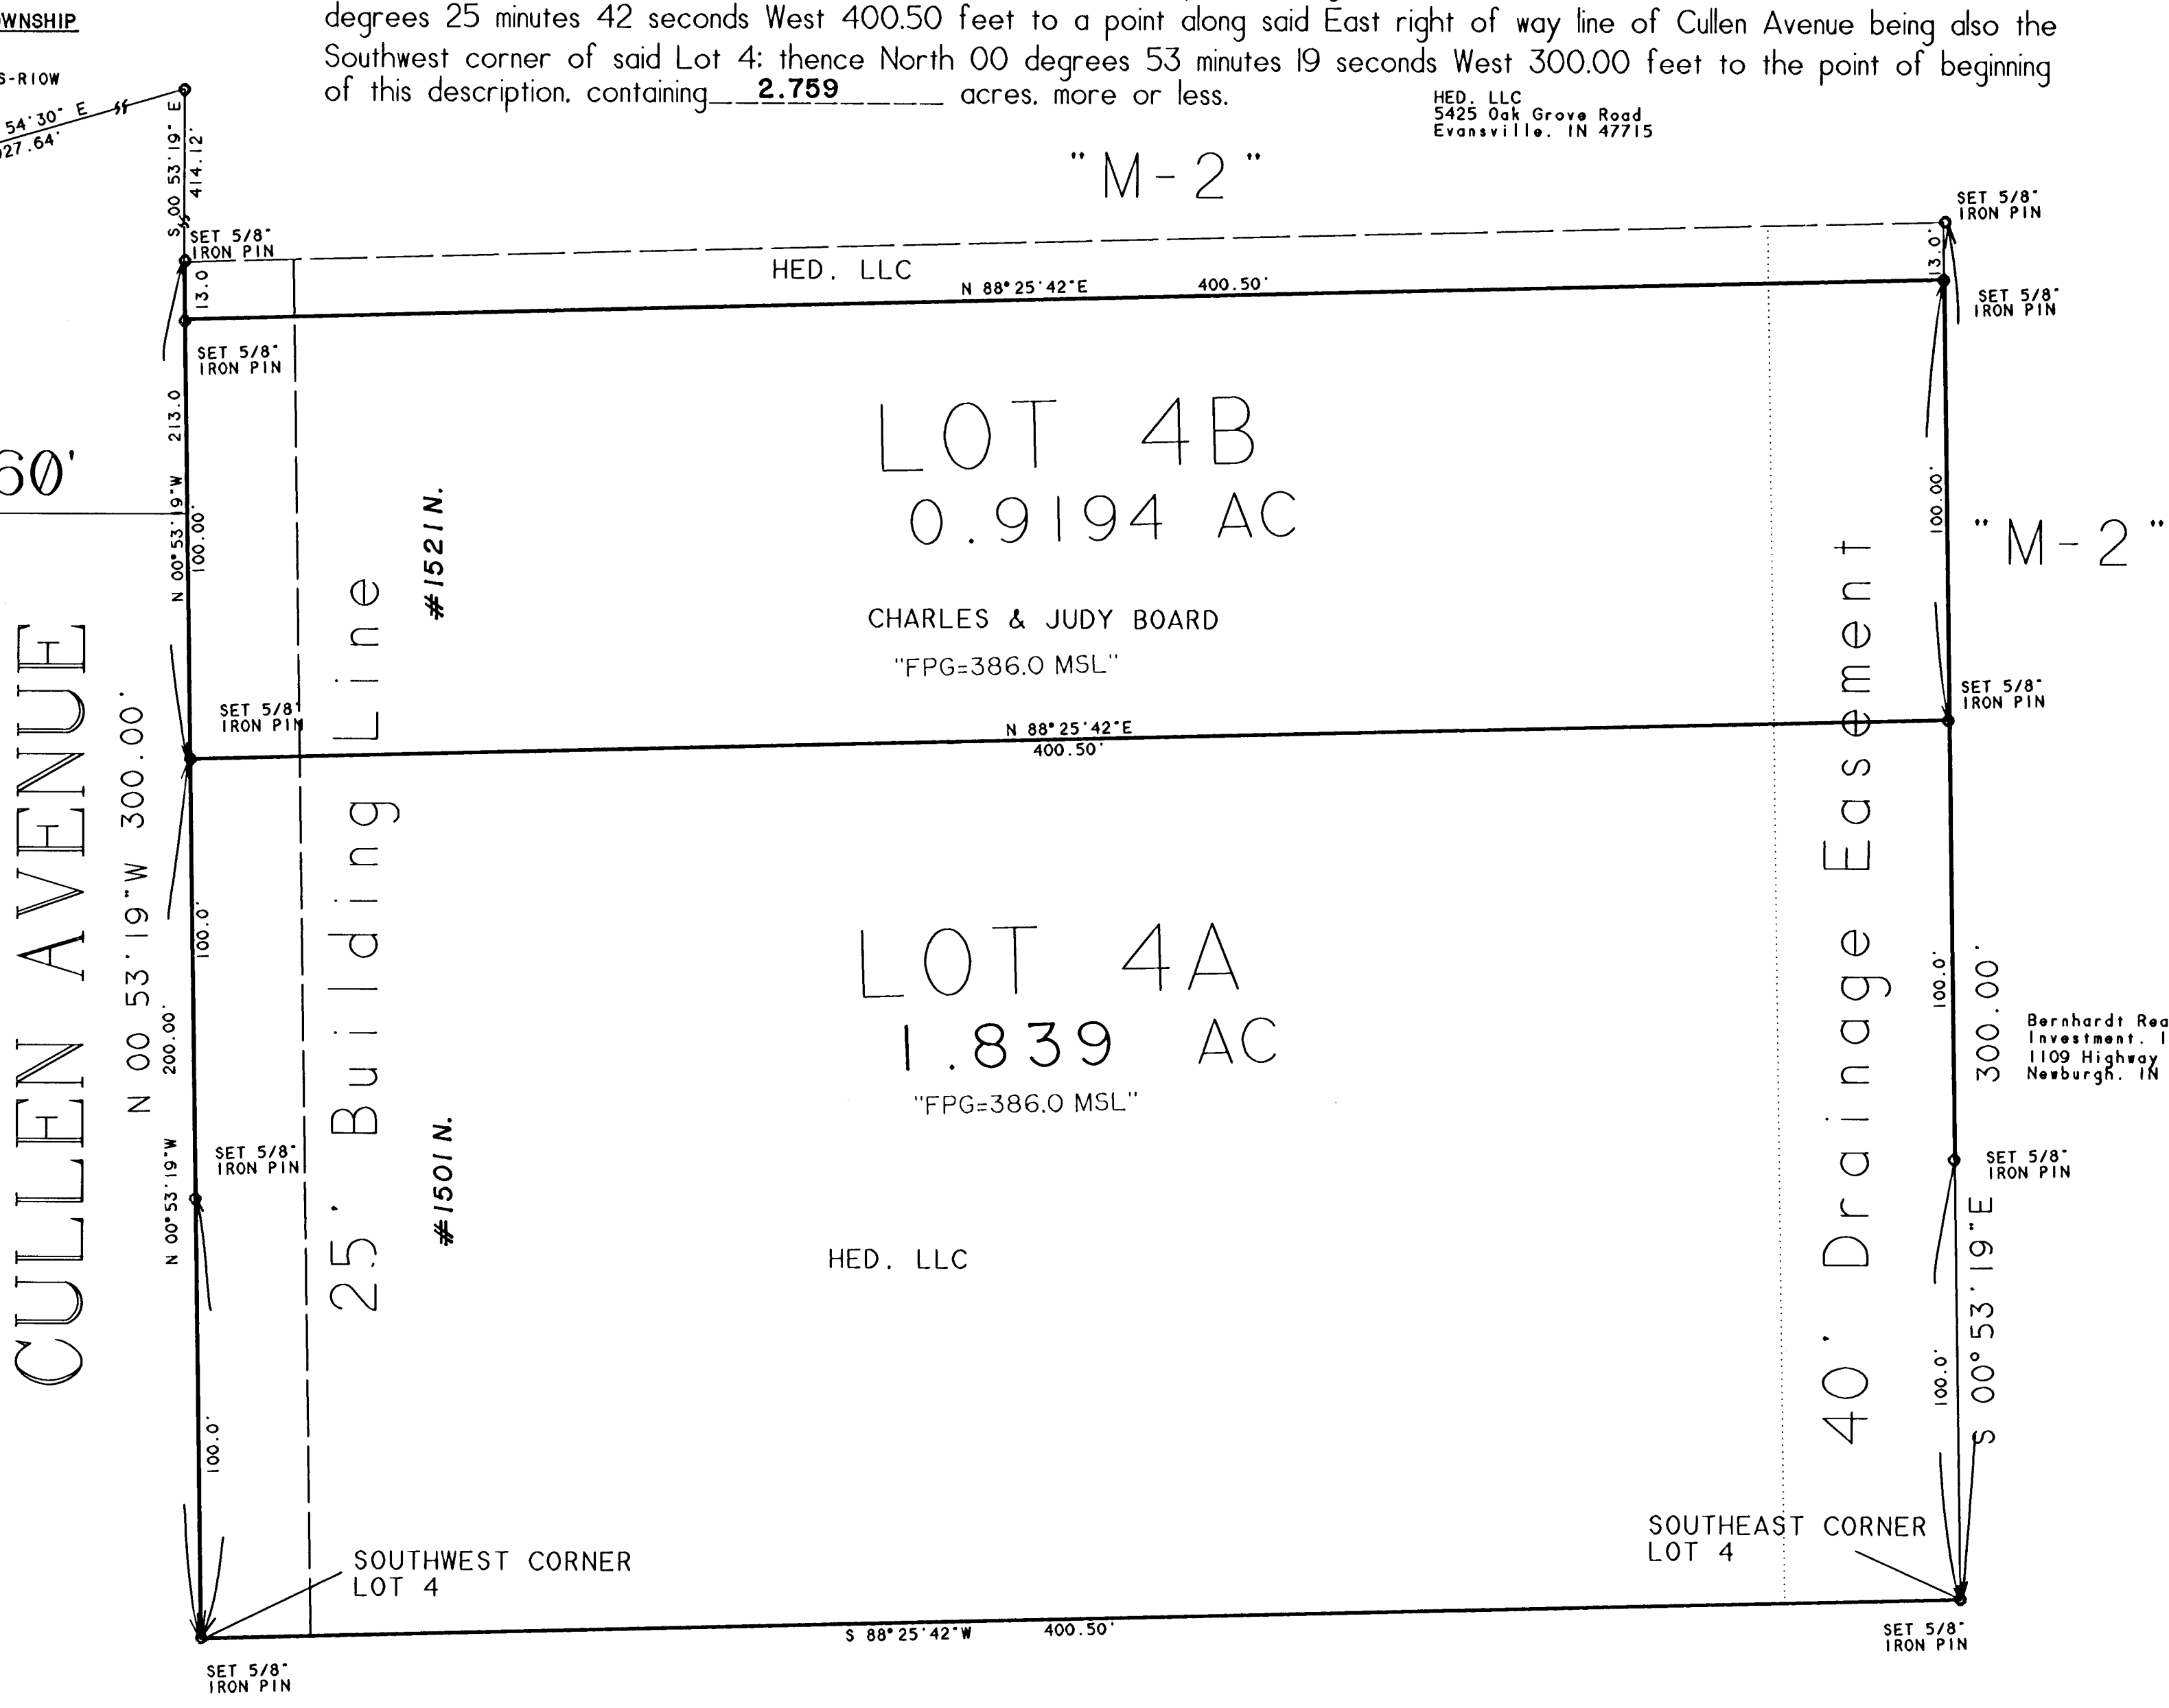 degrees 25 minutes 42 seconds West 400.50 feet to a point along said East right of way line of Cullen Avenue being also the
Southwest corner of said Lot 4: thence North 00 degrees 53 minutes 19 seconds West 300.00 feet to the point of beginning
of this description. containing 2.759 acres. more or less.
HED. LLC
5425 Oak Grove Road
Evansville. IN 47715
54'30" E
S 00 53'19" E
414.12'
"M-2"
SET 5/8"
IRON PIN
SET 5/8"
IRON PIN
13.0
HED. LLC
N 88°25'42"E 400.50'
13.0'
SET 5/8"
IRON PIN
SET 5/8"
IRON PIN
213.0
60'
N 00°53'19"W
100.00'
LOT 4B
0.9194 AC
#1521 N.
CHARLES & JUDY BOARD
"FPG=386.0 MSL"
100.00'
"M-2"
SET 5/8"
IRON PIN
SET 5/8"
IRON PIN
N 88°25'42"E
400.50'
CULLEN AVENUE
N 00 53'19"W 300.00'
25' Building Line
100.0'
200.00'
N 00°53'19"W
LOT 4A
1.839 AC
"FPG=386.0 MSL"
#1501 N.
HED. LLC
40' Drainage Easement
100.0'
300.00'
S 00°53'19"E
Bernhardt
Investment.
1109 Highway
Newburgh. IN
SET 5/8"
IRON PIN
SET 5/8"
IRON PIN
100.0'
100.0'
SOUTHWEST CORNER
LOT 4
SOUTHEAST CORNER
LOT 4
S 88°25'42"W 400.50'
SET 5/8"
IRON PIN
SET 5/8"
IRON PIN